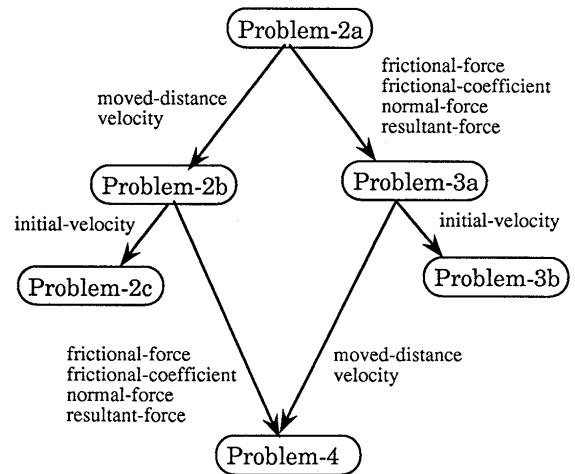 Problem-2a
moved-distance
velocity
frictional-force
frictional-coefficient
normal-force
resultant-force
Problem-2b
Problem-3a
initial-velocity
initial-velocity
Problem-2c
Problem-3b
frictional-force
frictional-coefficient
normal-force
resultant-force
moved-distance
velocity
Problem-4